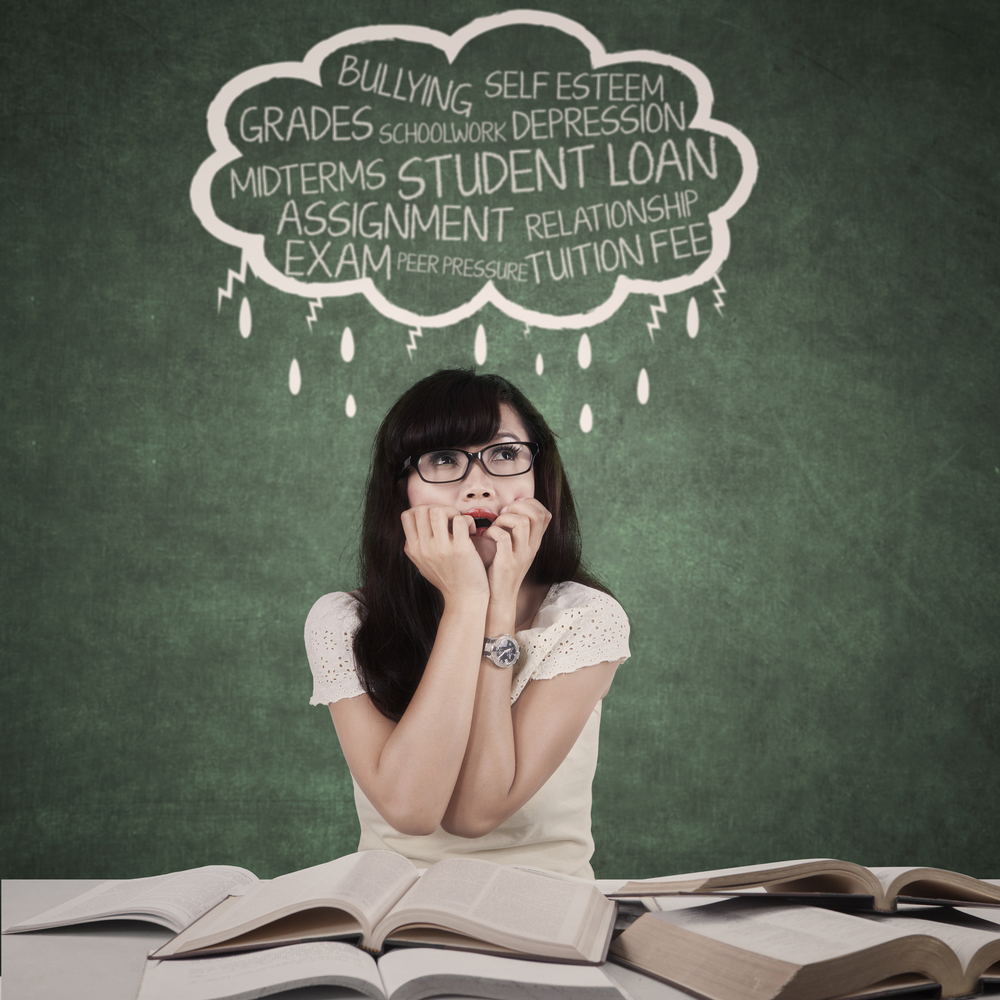 BULLYING SELF ESTEEM
GRADES SCHOOLWORK DEPRESSION
MIDTERMS STUDENT LOAN
ASSIGNMENT RELATIONSHIP
EXAM PEER PRESSURE TUITION FEE